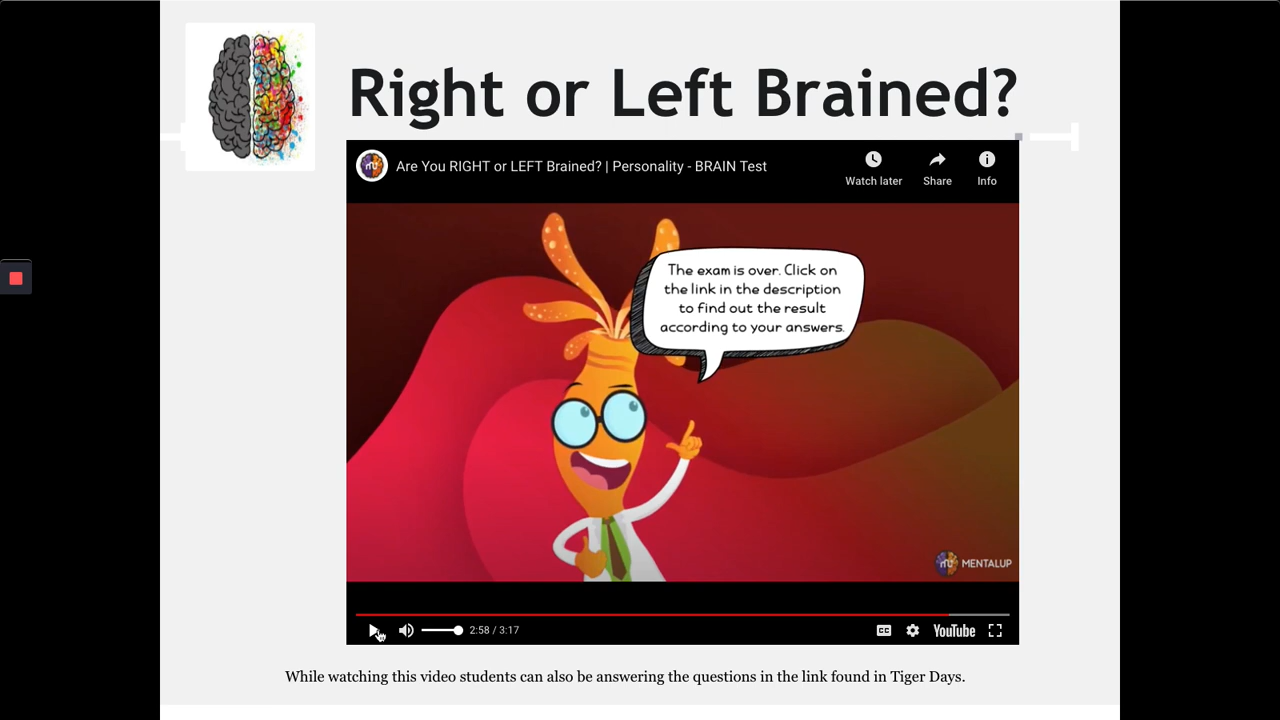 Right or Left Brained?
Are You RIGHT or LEFT Brained? | Personality - BRAIN Test
Watch later
Share
Info
The exam is over. Click on
the link in the description
to find out the result
according to your answers.
MENTALUP
2:58 / 3:17
CC
YouTube
While watching this video students can also be answering the questions in the link found in Tiger Days.